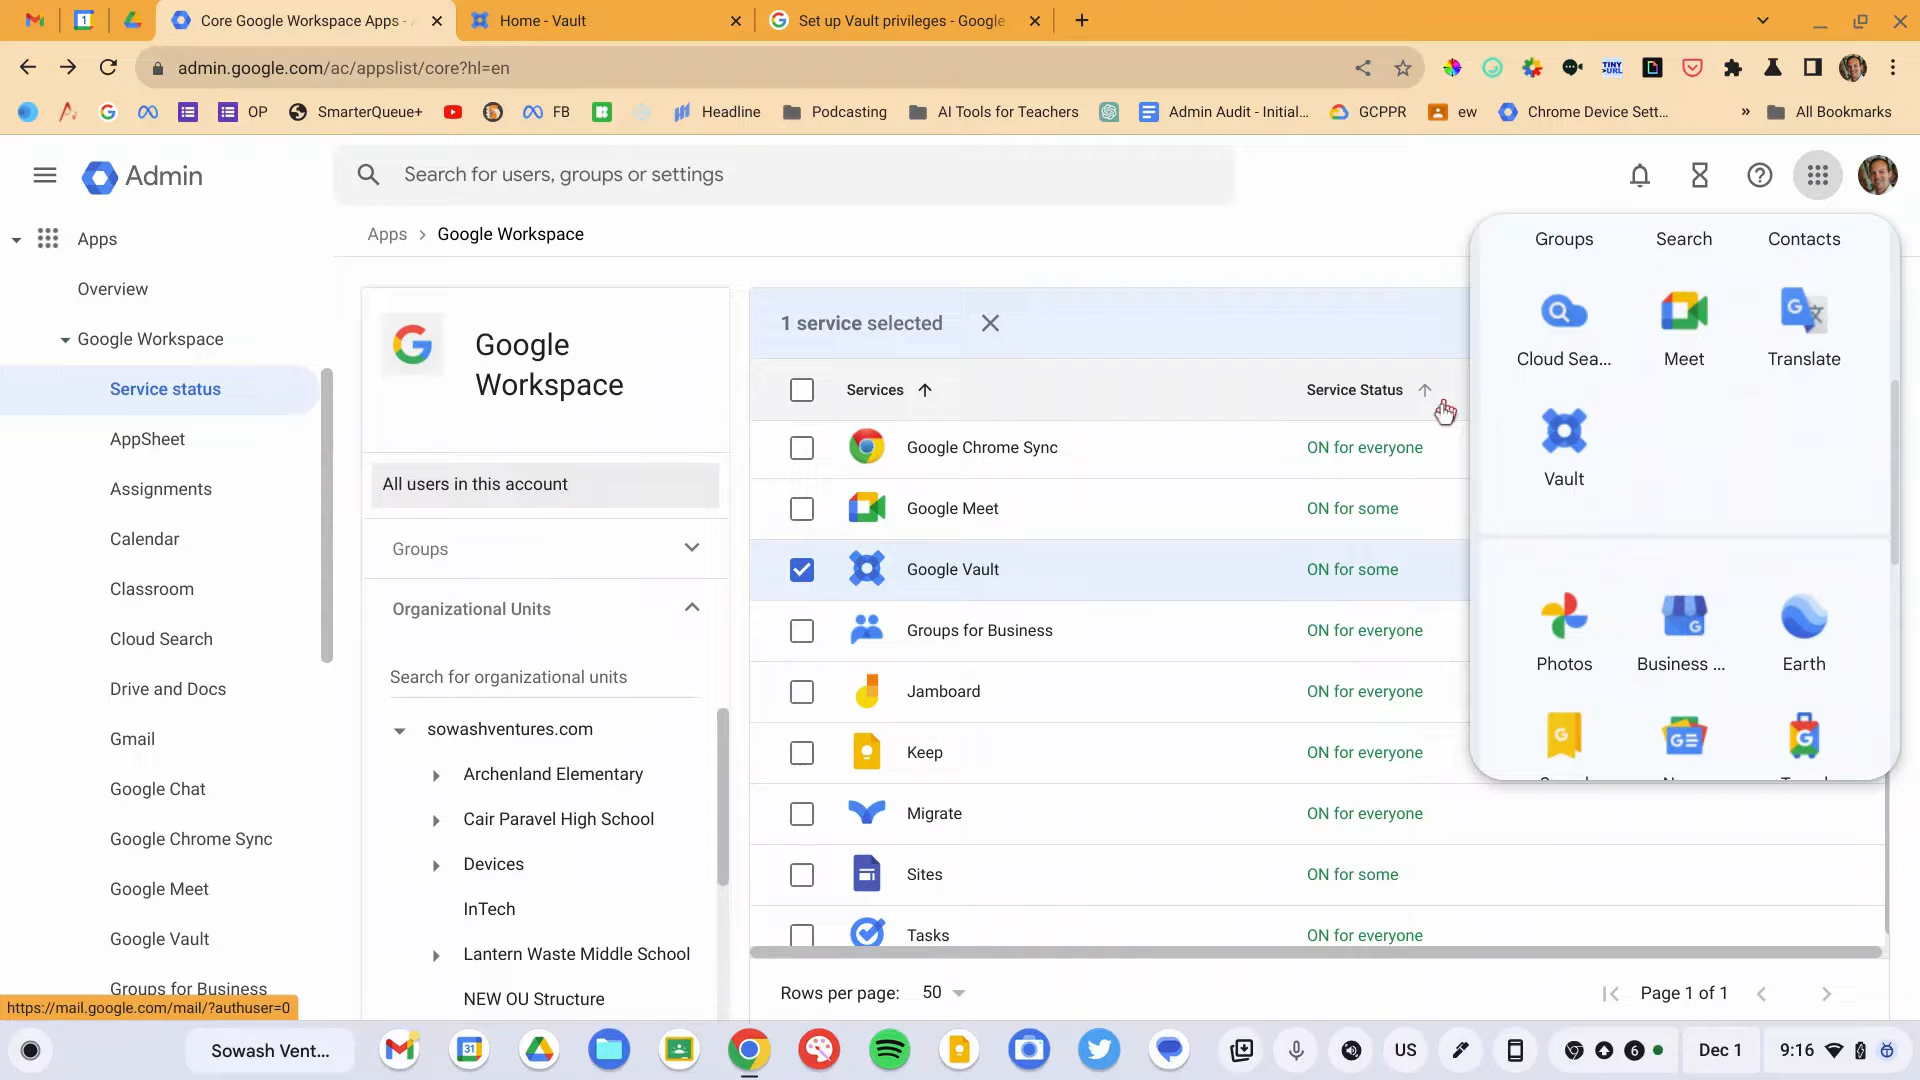 Core Google Workspace Apps -
Home - Vault
Set up Vault privileges - Google
admin.google.com/ac/appslist/core?hl=en
TINY
>URL
OP
SmarterQueue+
FB
Headline
Podcasting
AI Tools for Teachers
Admin Audit - Initial...
GCPPR
ew
Chrome Device Sett...
»
All Bookmarks
Admin
Search for users, groups or settings
Apps
Overview
Google Workspace
Service status
AppSheet
Assignments
Calendar
Classroom
Cloud Search
Drive and Docs
Gmail
Google Chat
Google Chrome Sync
Google Meet
Google Vault
Groups for Business
https://mail.google.com/mail/?authuser=0
Apps > Google Workspace
Google
Workspace
All users in this account
Groups
Organizational Units
Search for organizational units
sowashventures.com
Archenland Elementary
Cair Paravel High School
Devices
InTech
Lantern Waste Middle School
NEW OU Structure
1 service selected
Services
Service Status
Google Chrome Sync ON for everyone
Google Meet ON for some
Google Vault ON for some
Groups for Business ON for everyone
Jamboard ON for everyone
Keep ON for everyone
Migrate ON for everyone
Sites ON for some
Tasks ON for everyone
Rows per page: 50
Page 1 of 1
Groups Search Contacts
Cloud Sea... Meet Translate
Vault
Photos Business ... Earth
Sowash Vent...
US
6
Dec 1
9:16